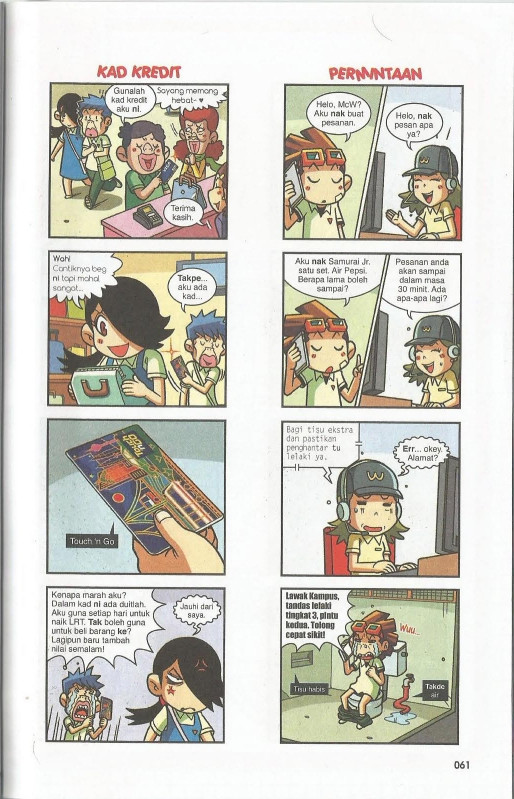 KAD KREDIT
Gunalah
kad kredit
aku ni.
Sayang memang
hebat~ ♥
Terima
kasih.
Wah!
Cantiknya beg
ni tapi mahal
sangat...
Takpe...
aku ada
kad...
Touch 'n Go
Kenapa marah aku?
Dalam kad ni ada duitlah.
Aku guna setiap hari untuk
naik LRT. Tak boleh guna
untuk beli barang ke?
Lagipun baru tambah
nilai semalam!
Jauhi dari
saya.
PERMINTAAN
Helo, McW?
Aku nak buat
pesanan.
Helo, nak
pesan apa
ya?
Aku nak Samurai Jr.
satu set. Air Pepsi.
Berapa lama boleh
sampai?
Pesanan anda
akan sampai
dalam masa
30 minit. Ada
apa-apa lagi?
Bagi tisu ekstra
dan pastikan
penghantar tu
lelaki ya.
Err... okey.
Alamat?
Lawak Kampus,
tandas lelaki
tingkat 3, pintu
kedua. Tolong
cepat sikit!
Wuu...
Tisu habis
Takde
air
061